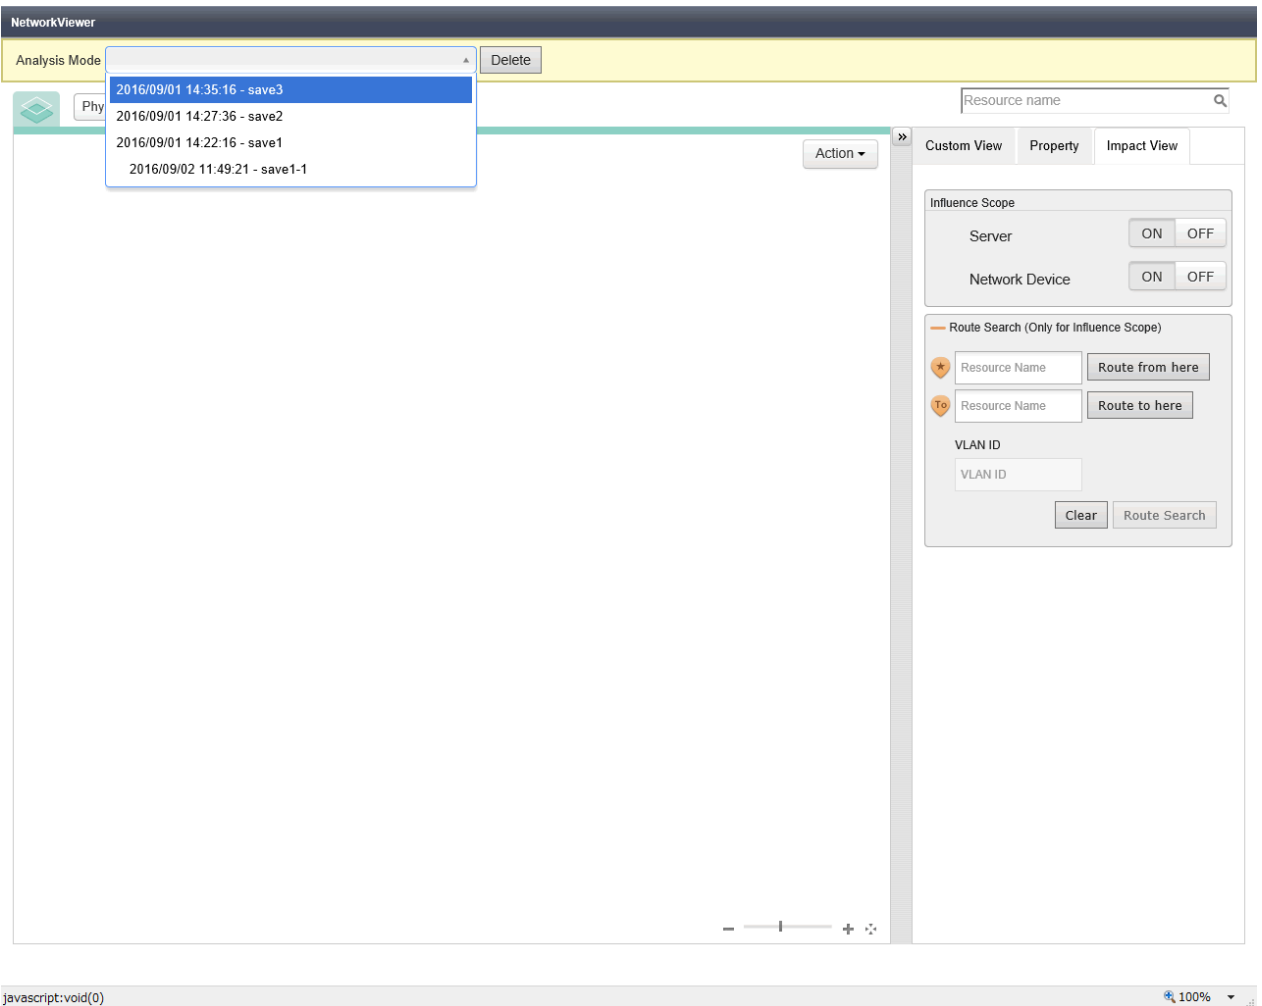 NetworkViewer
Analysis Mode
Delete
2016/09/01 14:35:16 - save3
2016/09/01 14:27:36 - save2
2016/09/01 14:22:16 - save1
2016/09/02 11:49:21 - save1-1
Phy
Resource name
Action
»
Custom View Property Impact View
Influence Scope
Server ON OFF
Network Device ON OFF
Route Search (Only for Influence Scope)
Resource Name Route from here
To Resource Name Route to here
VLAN ID
VLAN ID
Clear Route Search
javascript:void(0) 100%